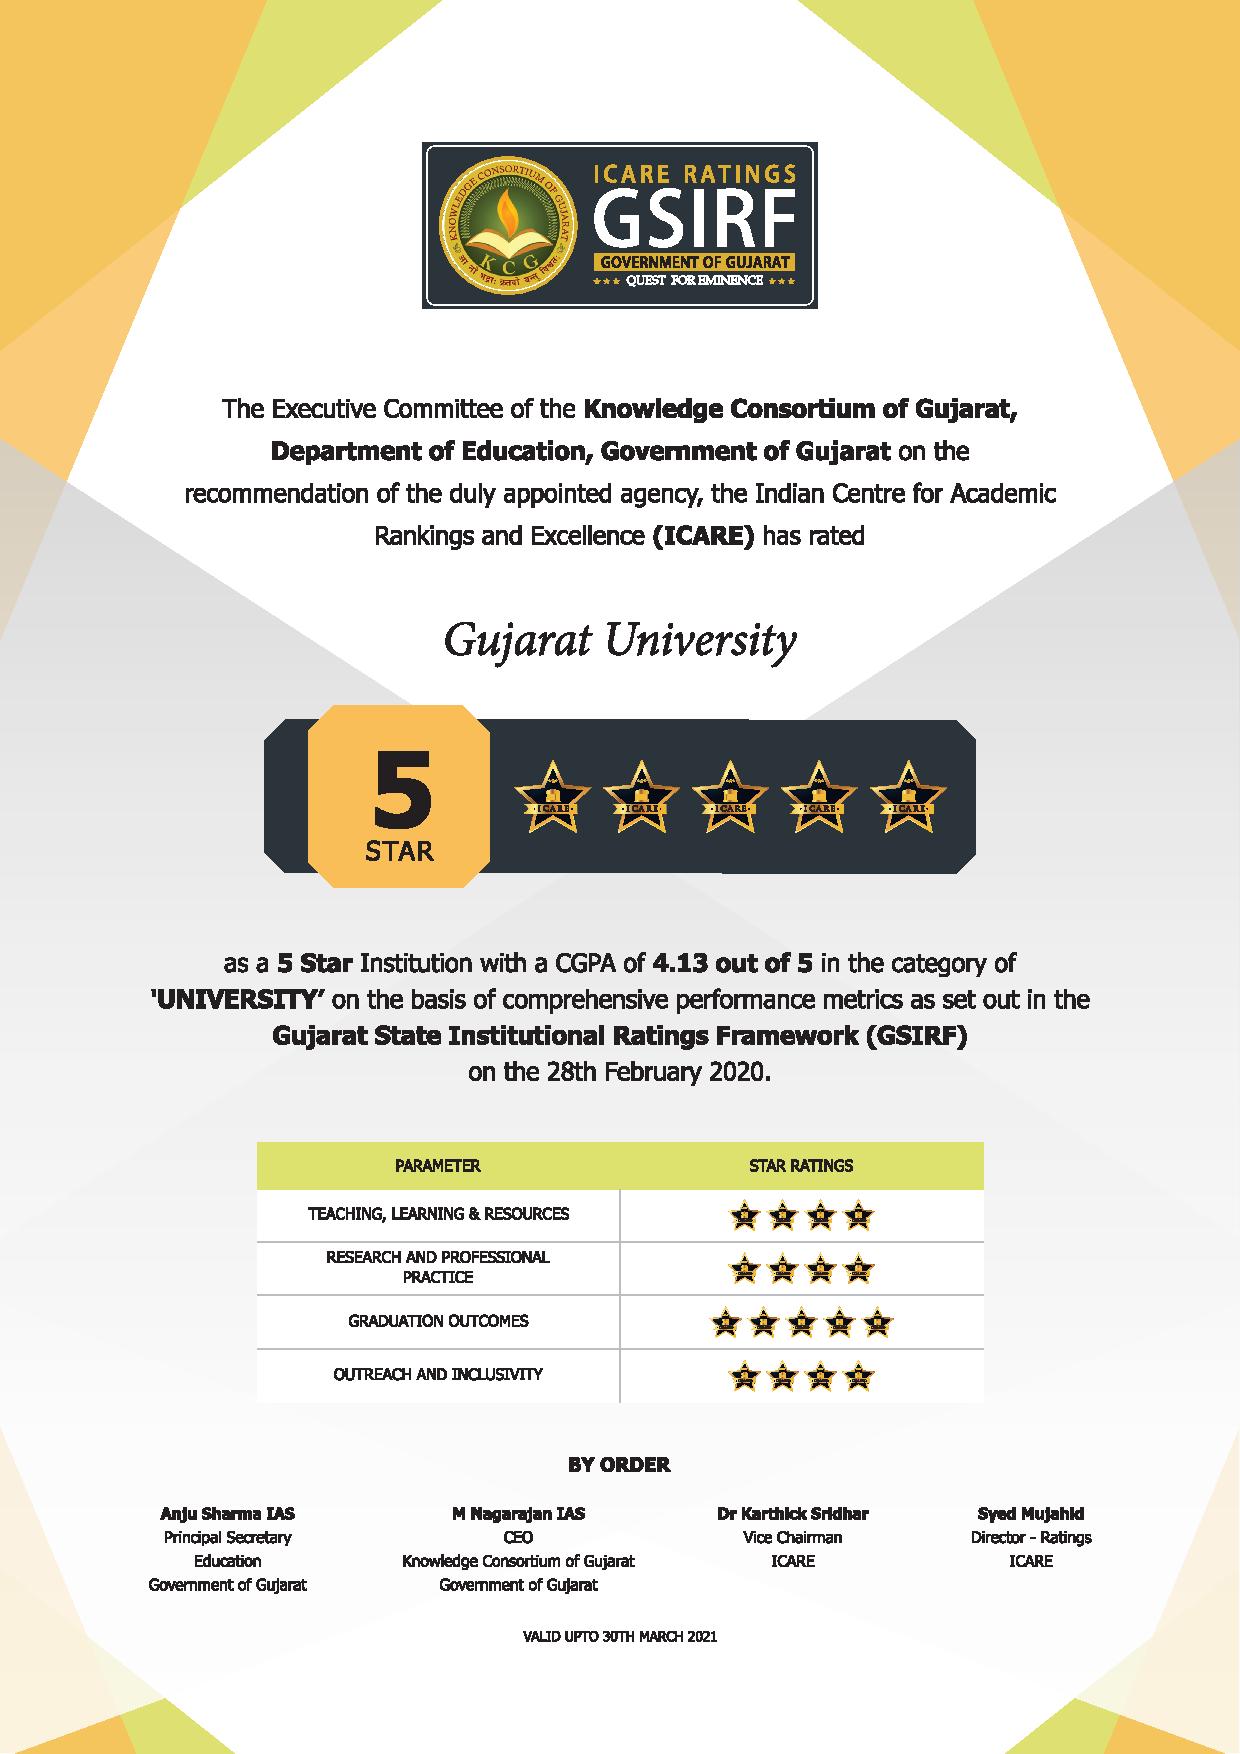 KNOWLEDGE CONSORTIUM OF GUJARAT
KCG
आ नो भद्राः क्रतवो यन्तु विश्वतः
ICARE RATINGS
GSIRF
GOVERNMENT OF GUJARAT
QUEST FOR EMINENCE
The Executive Committee of the Knowledge Consortium of Gujarat,
Department of Education, Government of Gujarat on the
recommendation of the duly appointed agency, the Indian Centre for Academic
Rankings and Excellence (ICARE) has rated
Gujarat University
5
STAR
ICARE ICARE ICARE ICARE ICARE
as a 5 Star Institution with a CGPA of 4.13 out of 5 in the category of
'UNIVERSITY’ on the basis of comprehensive performance metrics as set out in the
Gujarat State Institutional Ratings Framework (GSIRF)
on the 28th February 2020.
PARAMETER STAR RATINGS
TEACHING, LEARNING & RESOURCES
RESEARCH AND PROFESSIONAL
PRACTICE
GRADUATION OUTCOMES
OUTREACH AND INCLUSIVITY
BY ORDER
Anju Sharma IAS
Principal Secretary
Education
Government of Gujarat
M Nagarajan IAS
CEO
Knowledge Consortium of Gujarat
Government of Gujarat
Dr Karthick Sridhar
Vice Chairman
ICARE
Syed Mujahid
Director - Ratings
ICARE
VALID UPTO 30TH MARCH 2021